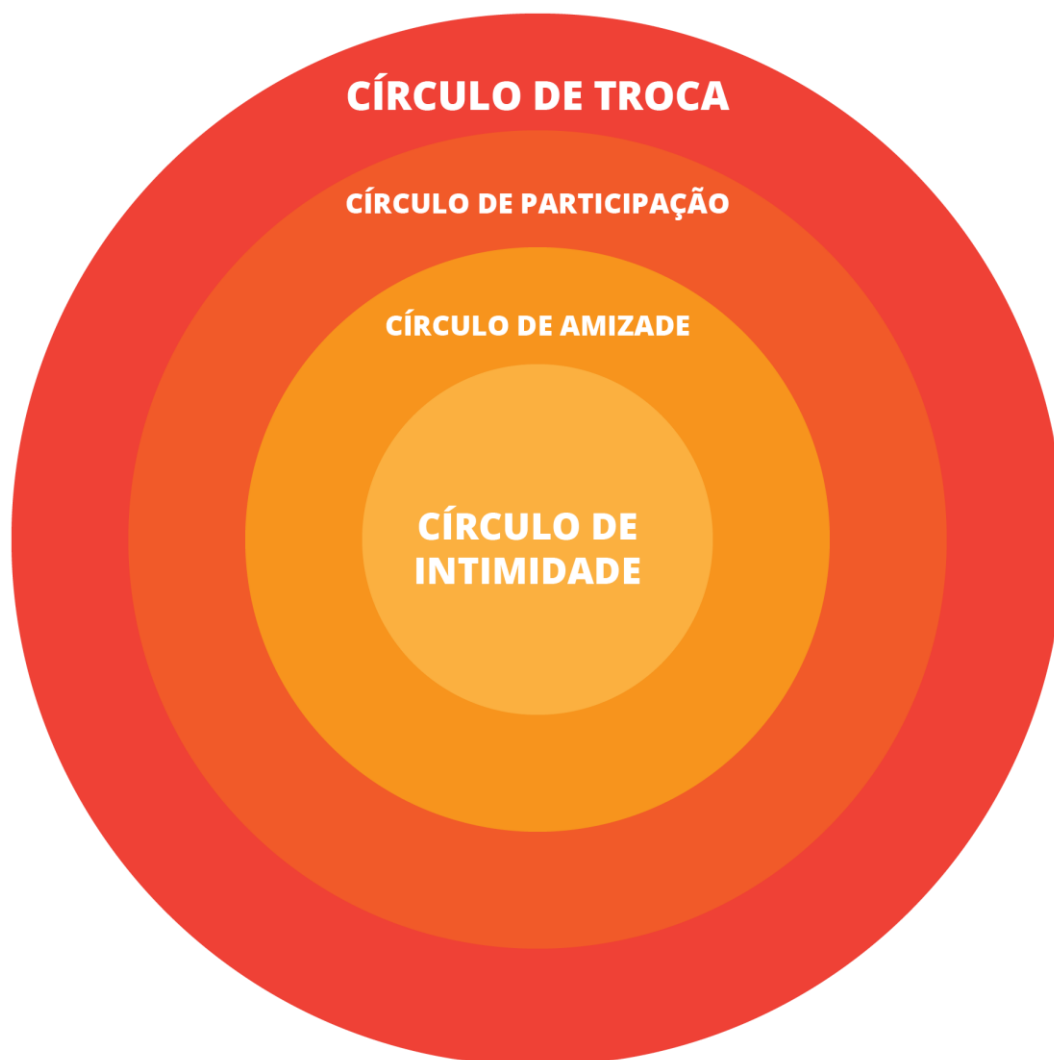 CÍRCULO DE TROCA
CÍRCULO DE PARTICIPAÇÃO
CÍRCULO DE AMIZADE
CÍRCULO DE
INTIMIDADE